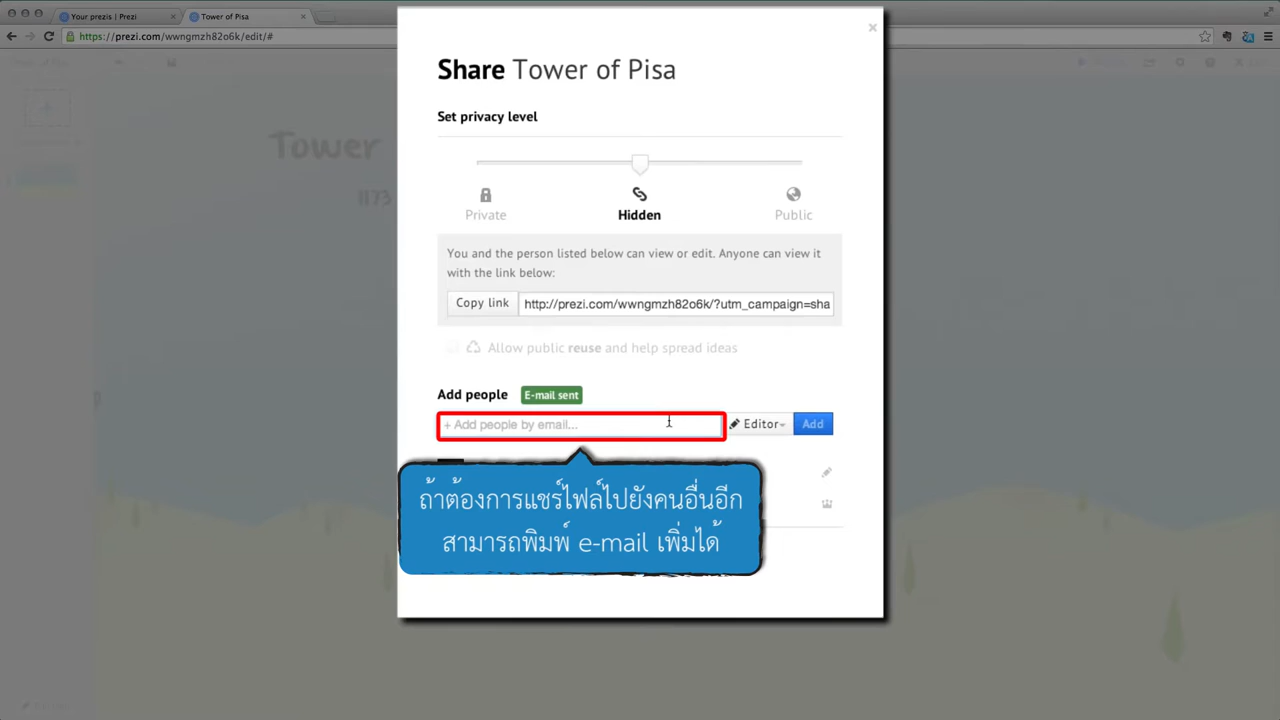 Your prezis | Prezi
Tower of Pisa
https://prezi.com/wwngmzh82o6k/edit/#
Tower
1173
Share Tower of Pisa
Set privacy level
Private
Hidden
Public
You and the person listed below can view or edit. Anyone can view it
with the link below:
Copy link
http://prezi.com/wwngmzh82o6k/?utm_campaign=sha
Allow public reuse and help spread ideas
Add people
E-mail sent
+ Add people by email...
Editor
Add
ถ้าต้องการแชร์ไฟล์ไปยังคนอื่นอีก
สามารถพิมพ์ e-mail เพิ่มได้